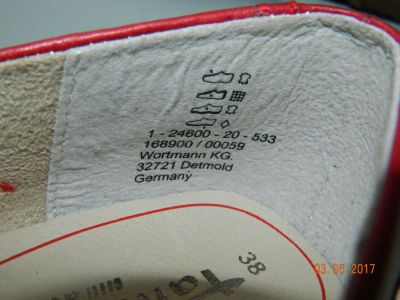 1 - 24600 - 20 - 533
168900 / 00059
Wortmann KG.
32721 Detmold
Germany
38
03.05.2017